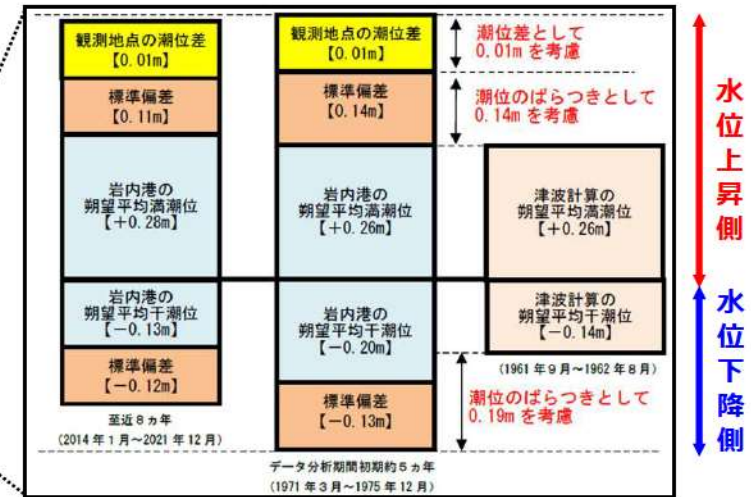 観測地点の潮位差
【0.01m】
標準偏差
【0.11m】
岩内港の
朔望平均満潮位
【+0.28m】
岩内港の
朔望平均干潮位
【-0.13m】
標準偏差
【-0.12m】
至近8ヵ年
(2014年1月~2021年12月)
観測地点の潮位差
【0.01m】
標準偏差
【0.14m】
岩内港の
朔望平均満潮位
【+0.26m】
岩内港の
朔望平均干潮位
【-0.20m】
標準偏差
【-0.13m】
データ分析期間初期約5ヵ年
(1971年3月~1975年12月)
潮位差として
0.01mを考慮
潮位のばらつきとして
0.14mを考慮
津波計算の
朔望平均満潮位
【+0.26m】
津波計算の
朔望平均干潮位
【-0.14m】
(1961年9月~1962年8月)
潮位のばらつきとして
0.19mを考慮
水位上昇側
水位下降側